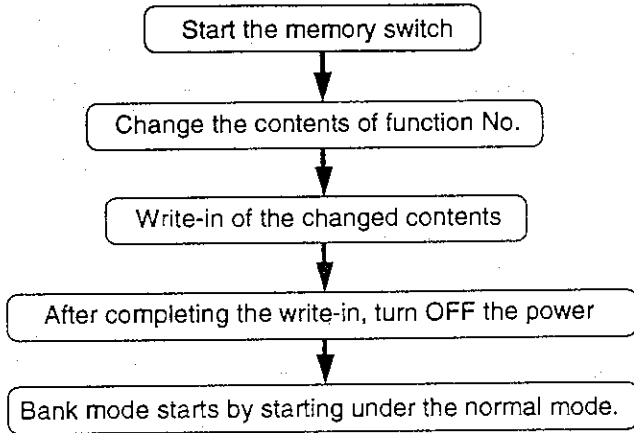 Start the memory switch
Change the contents of function No.
Write-in of the changed contents
After completing the write-in, turn OFF the power
Bank mode starts by starting under the normal mode.